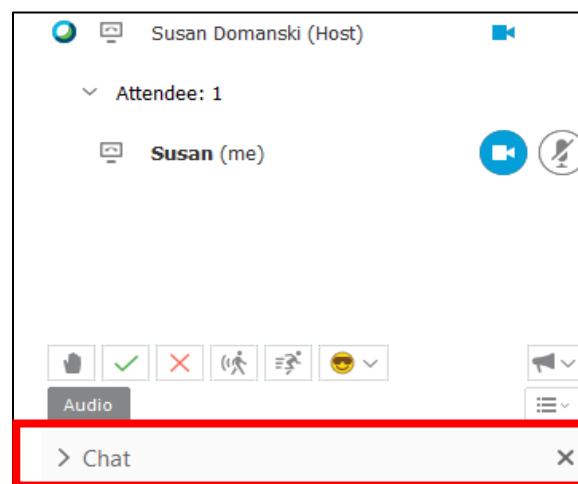 Susan Domanski (Host)
Attendee: 1
Susan (me)
Audio
Chat